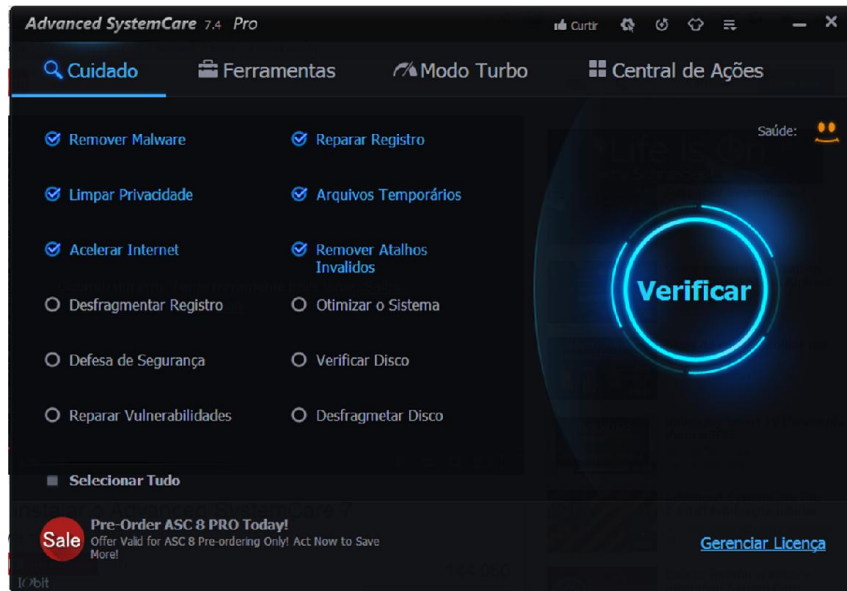 Advanced SystemCare 7.4 Pro
Curtir
Cuidado
Ferramentas
Modo Turbo
Central de Ações
Saúde:
Remover Malware
Reparar Registro
Limpar Privacidade
Arquivos Temporários
Acelerar Internet
Remover Atalhos
Invalidos
Desfragmentar Registro
Otimizar o Sistema
Defesa de Segurança
Verificar Disco
Reparar Vulnerabilidades
Desfragmetar Disco
Verificar
Selecionar Tudo
Sale
Pre-Order ASC 8 PRO Today!
Offer Valid for ASC 8 Pre-ordering Only! Act Now to Save
More!
Gerenciar Licença
IObit